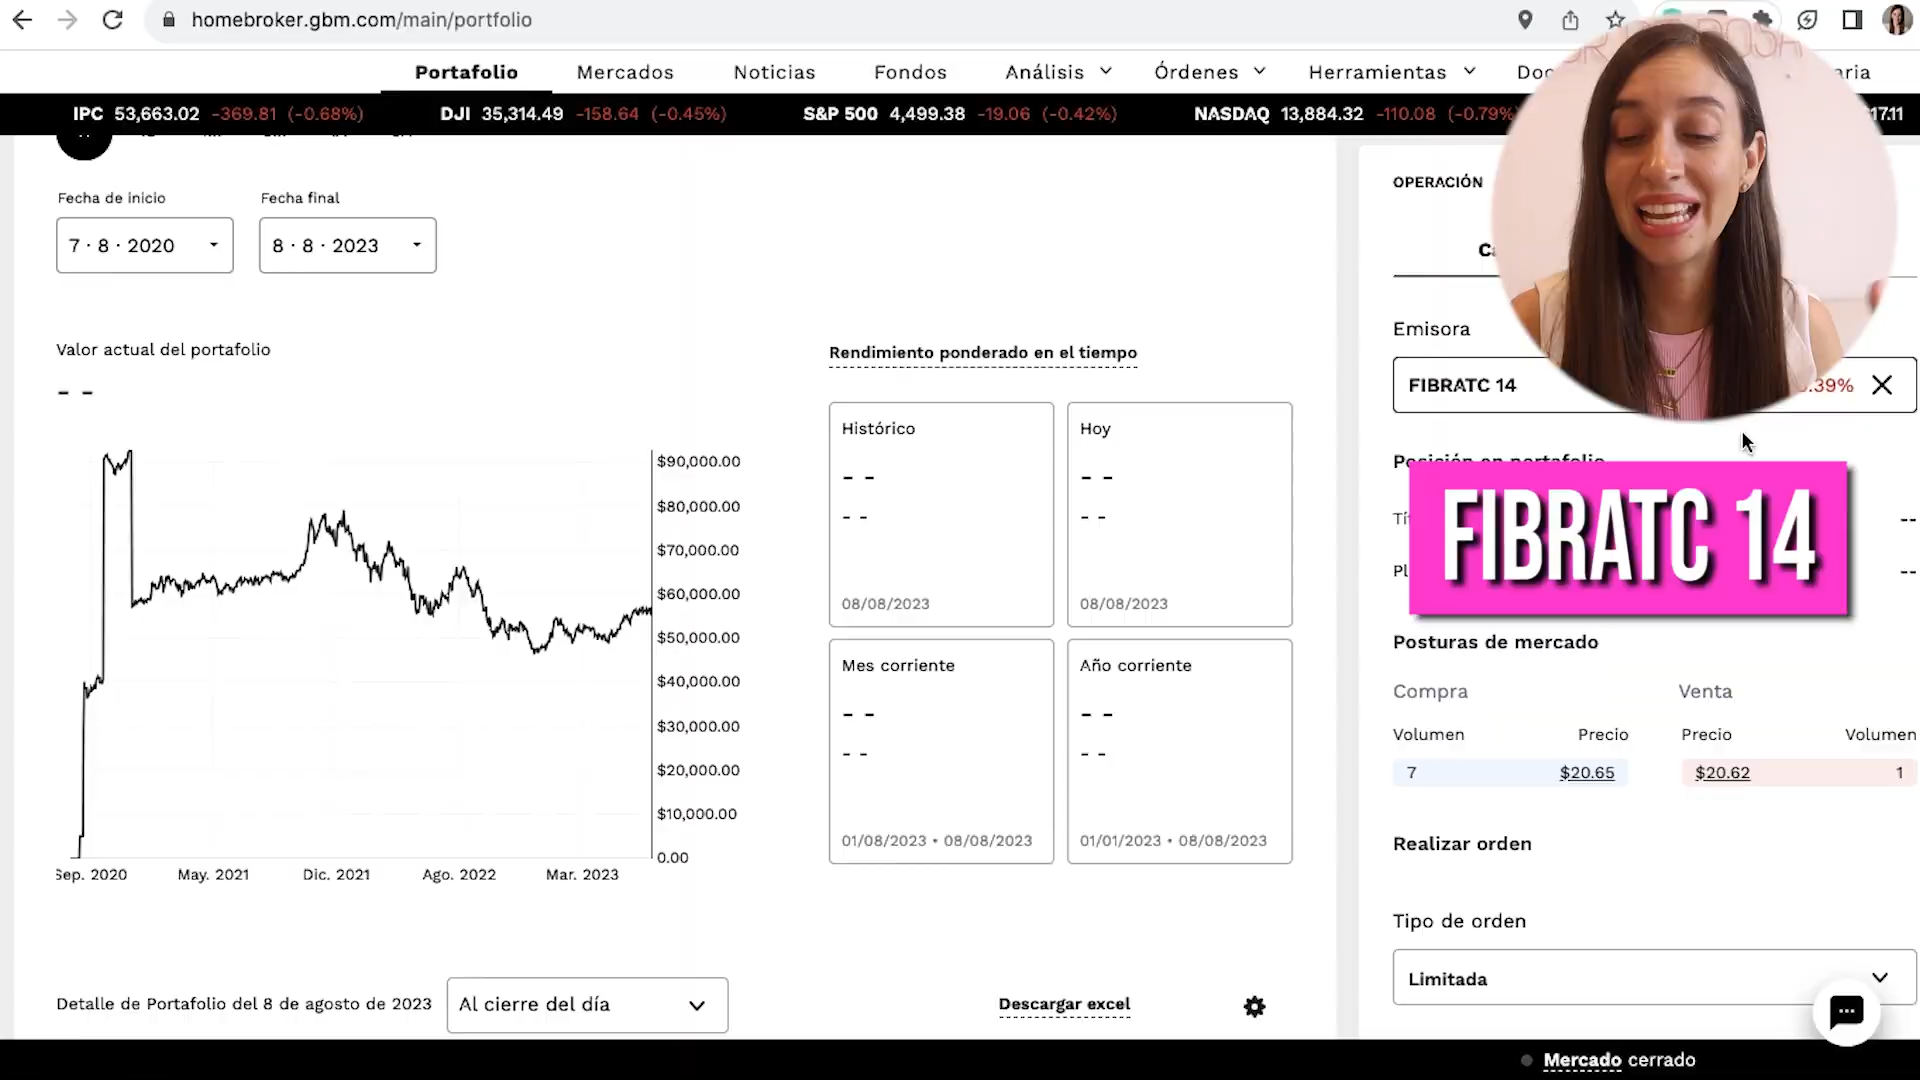 homebroker.gbm.com/main/portfolio
Portafolio
Mercados
Noticias
Fondos
Análisis
Órdenes
Herramientas
IPC 53,663.02 -369.81 (-0.68%)
DJI 35,314.49 -158.64 (-0.45%)
S&P 500 4,499.38 -19.06 (-0.42%)
NASDAQ 13,884.32 -110.08 (-0.79%)
Fecha de inicio
Fecha final
7 · 8 · 2020
8 · 8 · 2023
Valor actual del portafolio
- -
$90,000.00
$80,000.00
$70,000.00
$60,000.00
$50,000.00
$40,000.00
$30,000.00
$20,000.00
$10,000.00
0.00
Sep. 2020
May. 2021
Dic. 2021
Ago. 2022
Mar. 2023
Rendimiento ponderado en el tiempo
Histórico
- -
- -
08/08/2023
Hoy
- -
- -
08/08/2023
Mes corriente
- -
- -
01/08/2023 • 08/08/2023
Año corriente
- -
- -
01/01/2023 • 08/08/2023
Detalle de Portafolio del 8 de agosto de 2023
Al cierre del día
Descargar excel
OPERACIÓN
Emisora
FIBRATC 14
.39%
Posición en portafolio
--
--
FIBRATC 14
Posturas de mercado
Compra
Venta
Volumen
Precio
Precio
Volumen
7
$20.65
$20.62
1
Realizar orden
Tipo de orden
Limitada
Mercado cerrado